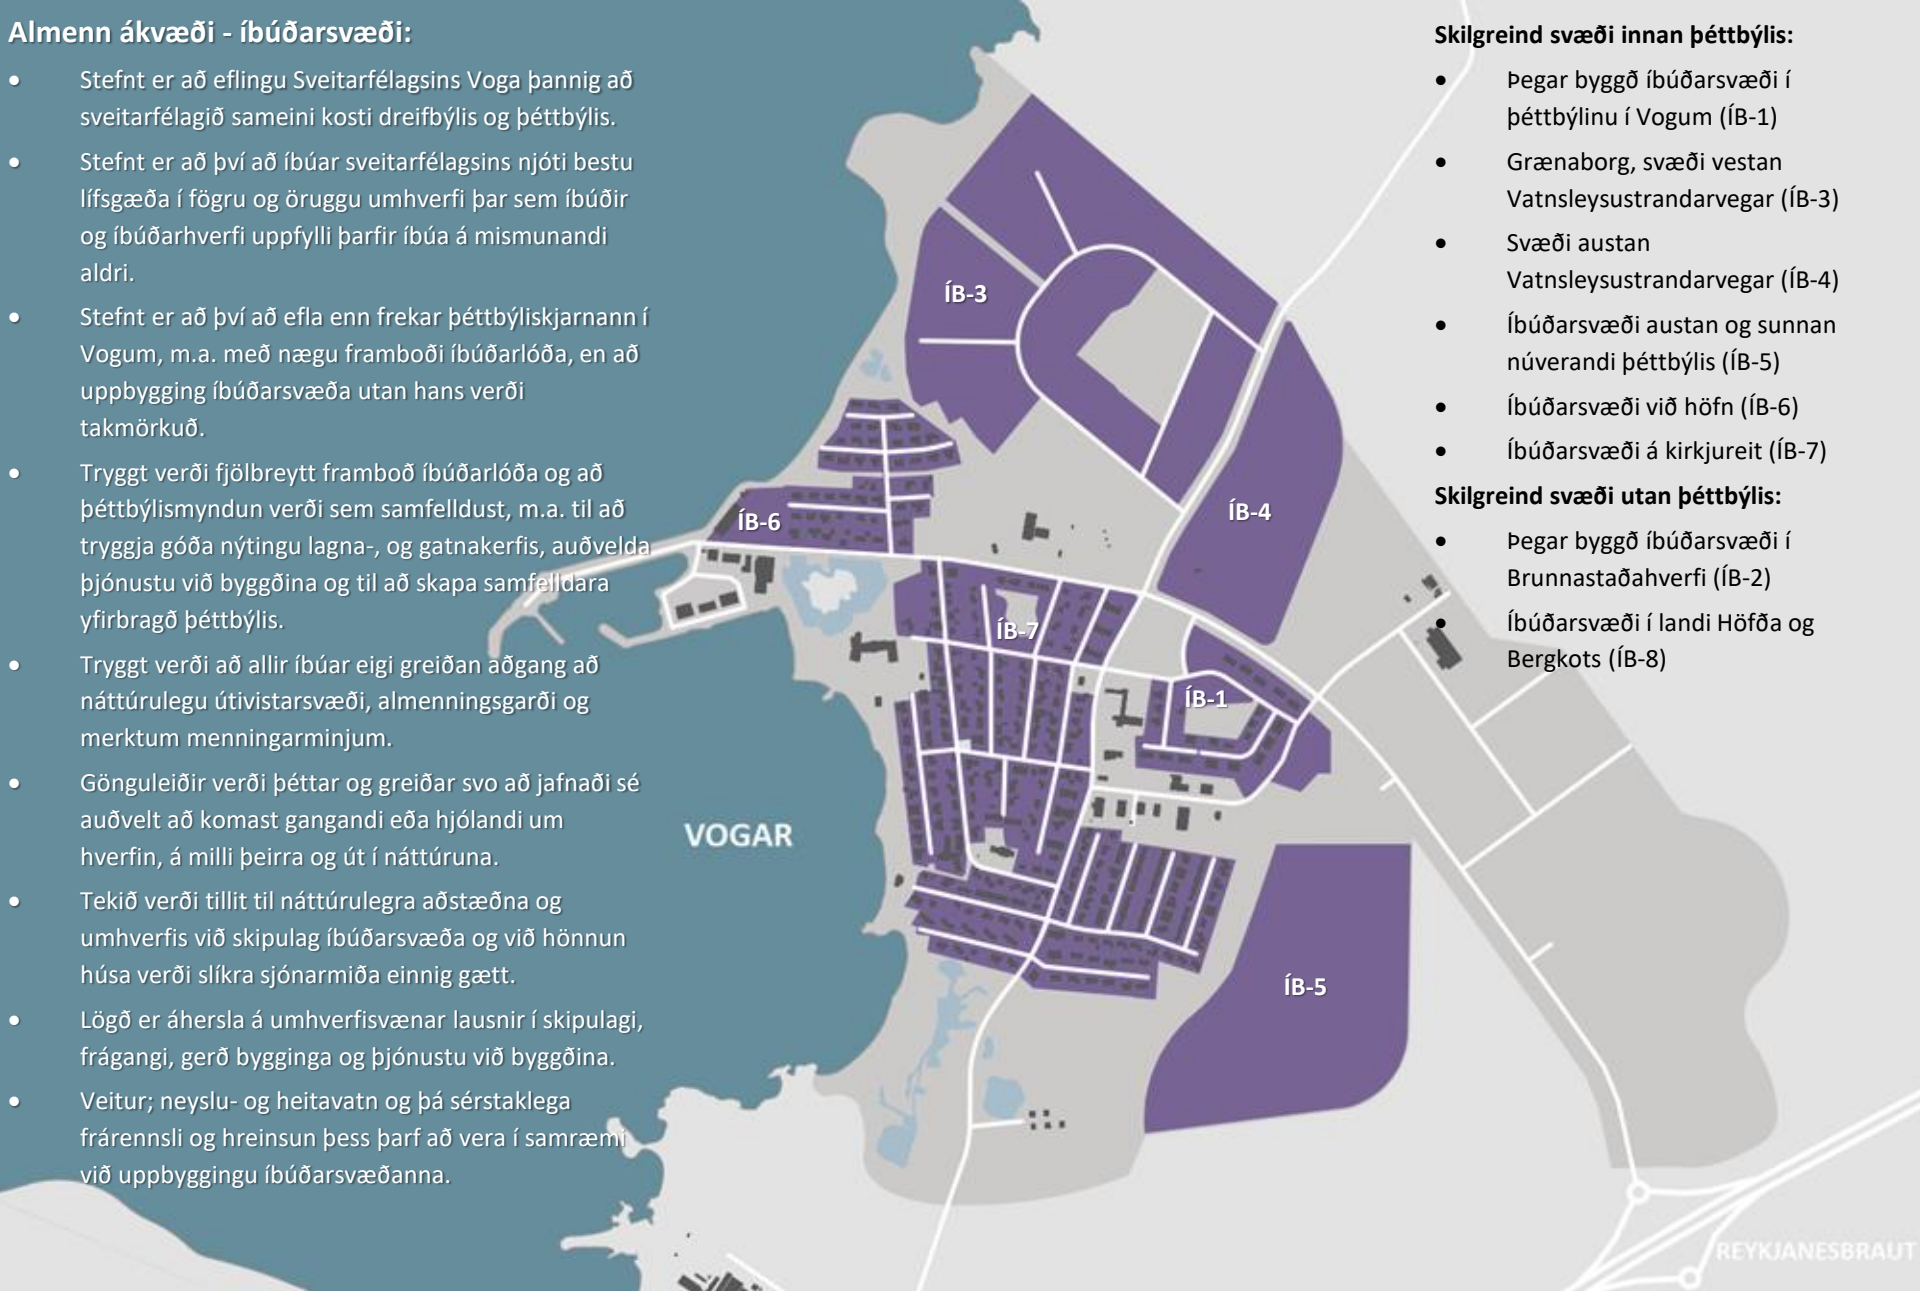 Almenn ákvæði - íbúðarsvæði:
• Stefnt er að eflingu Sveitarfélagsins Voga þannig að
sveitarfélagið sameini kosti dreifbýlis og þéttbýlis.
• Stefnt er að því að íbúar sveitarfélagsins njóti bestu
lífsgæða í fögru og öruggu umhverfi þar sem íbúðir
og íbúðarhverfi uppfylli þarfir íbúa á mismunandi
aldri.
• Stefnt er að því að efla enn frekar þéttbýliskjarnann í
Vogum, m.a. með nægu framboði íbúðarlóða, en að
uppbygging íbúðarsvæða utan hans verði
takmörkuð.
• Tryggt verði fjölbreytt framboð íbúðarlóða og að
þéttbýlismyndun verði sem samfelldust, m.a. til að
tryggja góða nýtingu lagna-, og gatnakerfis, auðvelda
þjónustu við byggðina og til að skapa samfelldara
yfirbragð þéttbýlis.
• Tryggt verði að allir íbúar eigi greiðan aðgang að
náttúrulegu útivistarsvæði, almenningsgarði og
merktum menningarminjum.
• Gönguleiðir verði þéttar og greiðar svo að jafnaði sé
auðvelt að komast gangandi eða hjólandi um
hverfin, á milli þeirra og út í náttúruna.
• Tekið verði tillit til náttúrulegra aðstæðna og
umhverfis við skipulag íbúðarsvæða og við hönnun
húsa verði slíkra sjónarmiða einnig gætt.
• Lögð er áhersla á umhverfisvænar lausnir í skipulagi,
frágangi, gerð bygginga og þjónustu við byggðina.
• Veitur; neyslu- og heitavatn og þá sérstaklega
frárennsli og hreinsun þess þarf að vera í samræmi
við uppbyggingu íbúðarsvæðanna.
ÍB-3
ÍB-4
ÍB-6
ÍB-7
ÍB-1
VOGAR
ÍB-5
REYKJANESBRAUT
Skilgreind svæði innan þéttbýlis:
• Þegar byggð íbúðarsvæði í
þéttbýlinu í Vogum (ÍB-1)
• Grænaborg, svæði vestan
Vatnsleysustrandarvegar (ÍB-3)
• Svæði austan
Vatnsleysustrandarvegar (ÍB-4)
• Íbúðarsvæði austan og sunnan
núverandi þéttbýlis (ÍB-5)
• Íbúðarsvæði við höfn (ÍB-6)
• Íbúðarsvæði á kirkjureit (ÍB-7)
Skilgreind svæði utan þéttbýlis:
• Þegar byggð íbúðarsvæði í
Brunnastaðahverfi (ÍB-2)
• Íbúðarsvæði í landi Höfða og
Bergkots (ÍB-8)